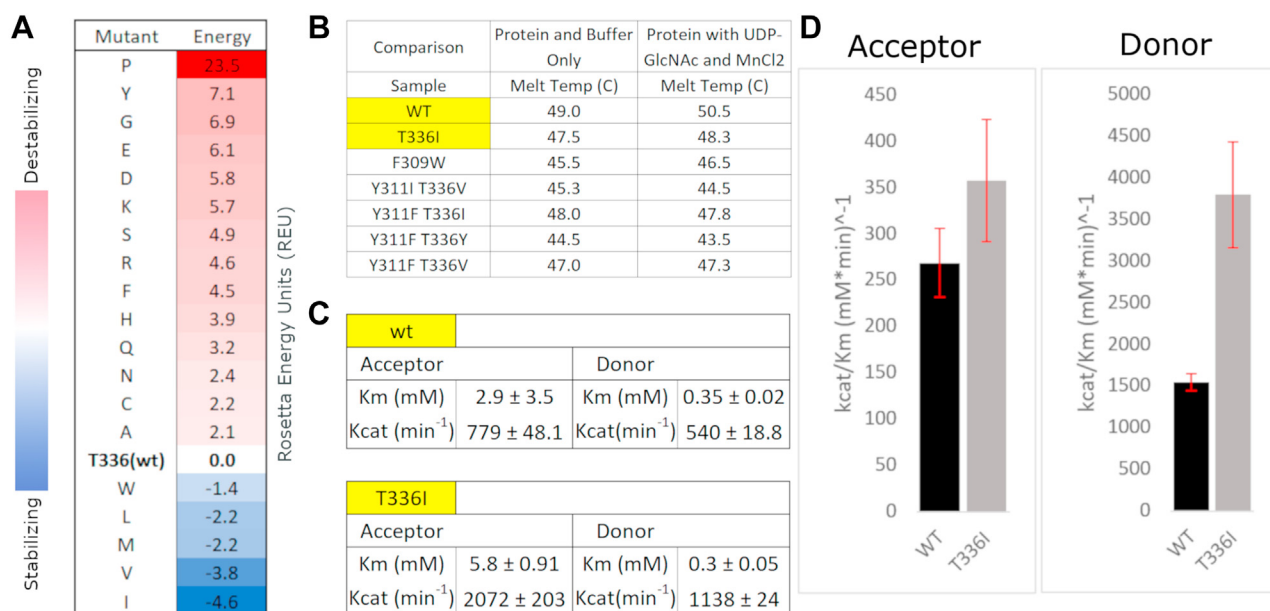 A
Mutant Energy
P 23.5
Y 7.1
G 6.9
E 6.1
D 5.8
K 5.7
S 4.9
R 4.6
F 4.5
H 3.9
Q 3.2
N 2.4
C 2.2
A 2.1
T336(wt) 0.0
W -1.4
L -2.2
M -2.2
V -3.8
I -4.6
Destabilizing
Stabilizing
Rosetta Energy Units (REU)
B
Comparison
Protein and Buffer
Only
Protein with UDP-
GlcNAc and MnCl2
Sample Melt Temp (C) Melt Temp (C)
WT 49.0 50.5
T336I 47.5 48.3
F309W 45.5 46.5
Y311I T336V 45.3 44.5
Y311F T336I 48.0 47.8
Y311F T336Y 44.5 43.5
Y311F T336V 47.0 47.3
C
wt
Acceptor Donor
Km (mM) 2.9 ± 3.5 Km (mM) 0.35 ± 0.02
Kcat (min-1) 779 ± 48.1 Kcat(min-1) 540 ± 18.8
T336I
Acceptor Donor
Km (mM) 5.8 ± 0.91 Km (mM) 0.3 ± 0.05
Kcat (min-1) 2072 ± 203 Kcat(min-1) 1138 ± 24
D
Acceptor
kcat/Km (mM*min)^-1
450
400
350
300
250
200
150
100
50
0
WT
T336I
Donor
kcat/Km (mM*min)^-1
5000
4500
4000
3500
3000
2500
2000
1500
1000
500
0
WT
T336I